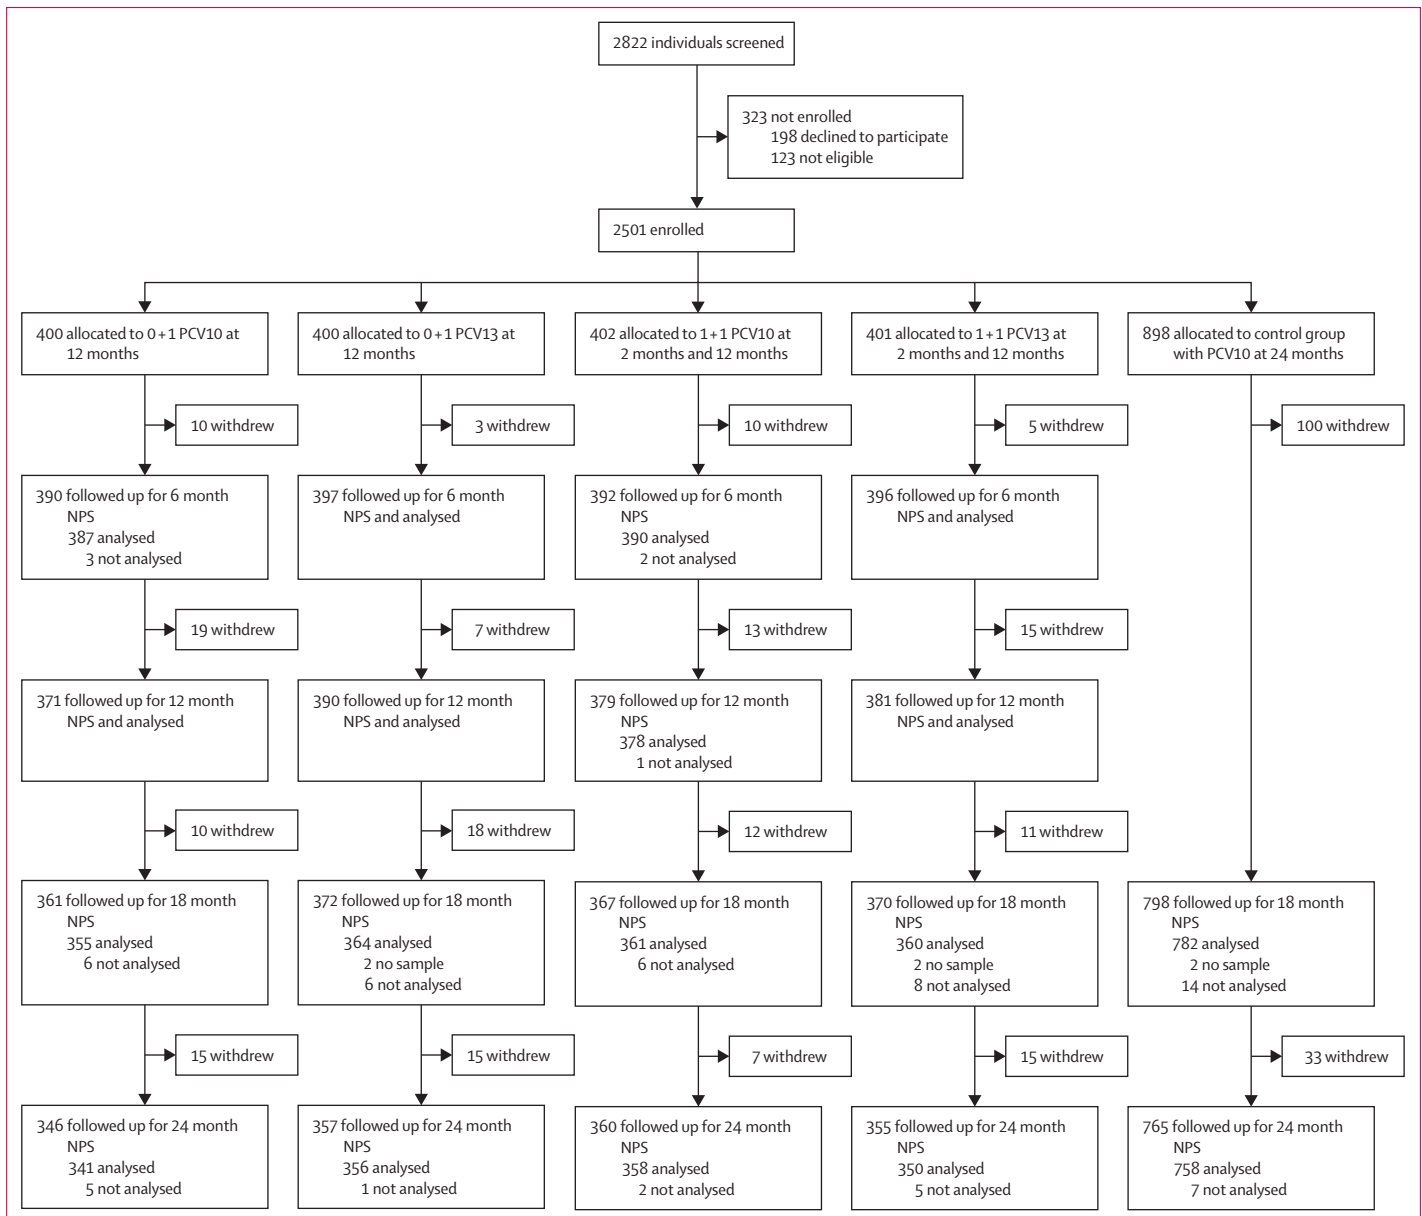 2822 individuals screened
323 not enrolled
198 declined to participate
123 not eligible
2501 enrolled
400 allocated to 0+1 PCV10 at
12 months
400 allocated to 0+1 PCV13 at
12 months
402 allocated to 1+1 PCV10 at
2 months and 12 months
401 allocated to 1+1 PCV13 at
2 months and 12 months
898 allocated to control group
with PCV10 at 24 months
10 withdrew
3 withdrew
10 withdrew
5 withdrew
100 withdrew
390 followed up for 6 month
NPS
387 analysed
3 not analysed
397 followed up for 6 month
NPS and analysed
392 followed up for 6 month
NPS
390 analysed
2 not analysed
396 followed up for 6 month
NPS and analysed
19 withdrew
7 withdrew
13 withdrew
15 withdrew
371 followed up for 12 month
NPS and analysed
390 followed up for 12 month
NPS and analysed
379 followed up for 12 month
NPS
378 analysed
1 not analysed
381 followed up for 12 month
NPS and analysed
10 withdrew
18 withdrew
12 withdrew
11 withdrew
361 followed up for 18 month
NPS
355 analysed
6 not analysed
372 followed up for 18 month
NPS
364 analysed
2 no sample
6 not analysed
367 followed up for 18 month
NPS
361 analysed
6 not analysed
370 followed up for 18 month
NPS
360 analysed
2 no sample
8 not analysed
798 followed up for 18 month
NPS
782 analysed
2 no sample
14 not analysed
15 withdrew
15 withdrew
7 withdrew
15 withdrew
33 withdrew
346 followed up for 24 month
NPS
341 analysed
5 not analysed
357 followed up for 24 month
NPS
356 analysed
1 not analysed
360 followed up for 24 month
NPS
358 analysed
2 not analysed
355 followed up for 24 month
NPS
350 analysed
5 not analysed
765 followed up for 24 month
NPS
758 analysed
7 not analysed